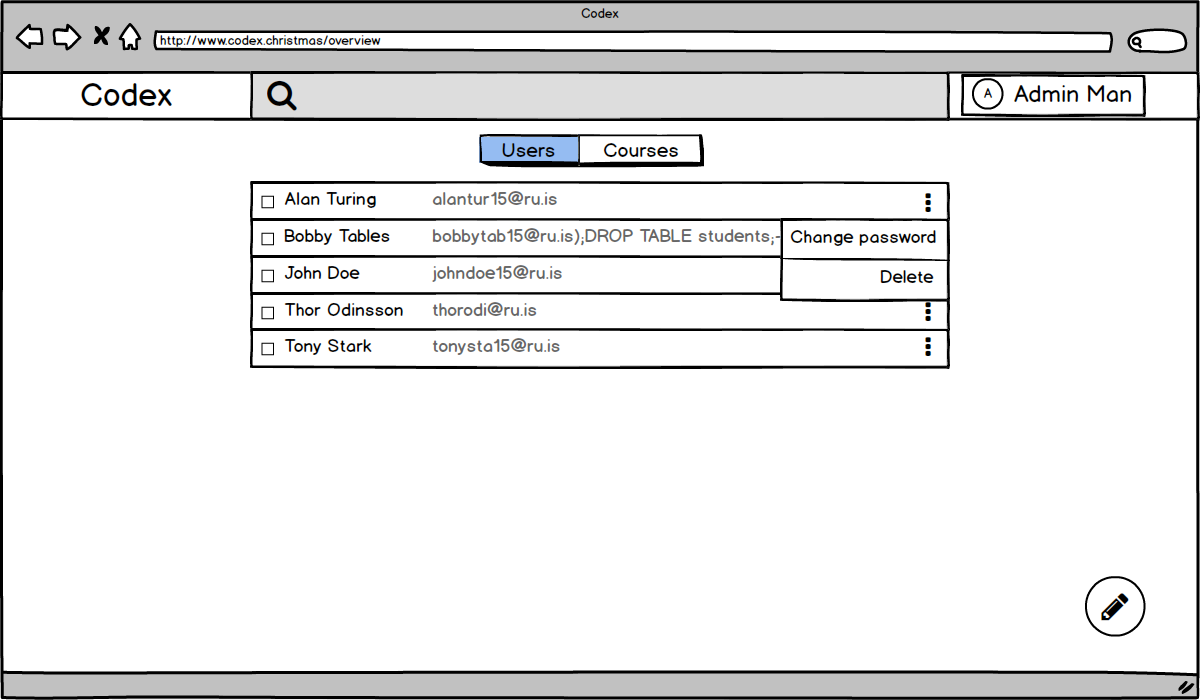 Codex
http://www.codex.christmas/overview
Codex
A Admin Man
Users Courses
Alan Turing alantur15@ru.is
Bobby Tables bobbytab15@ru.is);DROP TABLE students;-
Change password
John Doe johndoe15@ru.is
Delete
Thor Odinsson thorodi@ru.is
Tony Stark tonysta15@ru.is